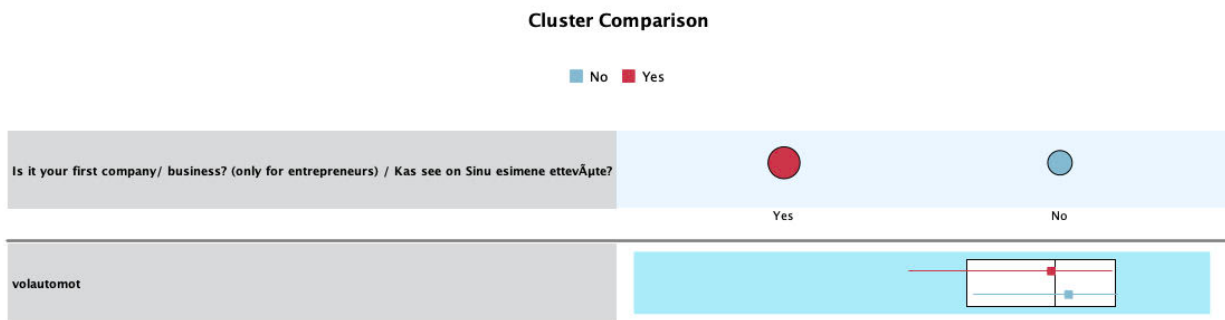 Cluster Comparison
No Yes
Is it your first company/ business? (only for entrepreneurs) / Kas see on Sinu esimene ettevÃµte?
Yes No
volautomot